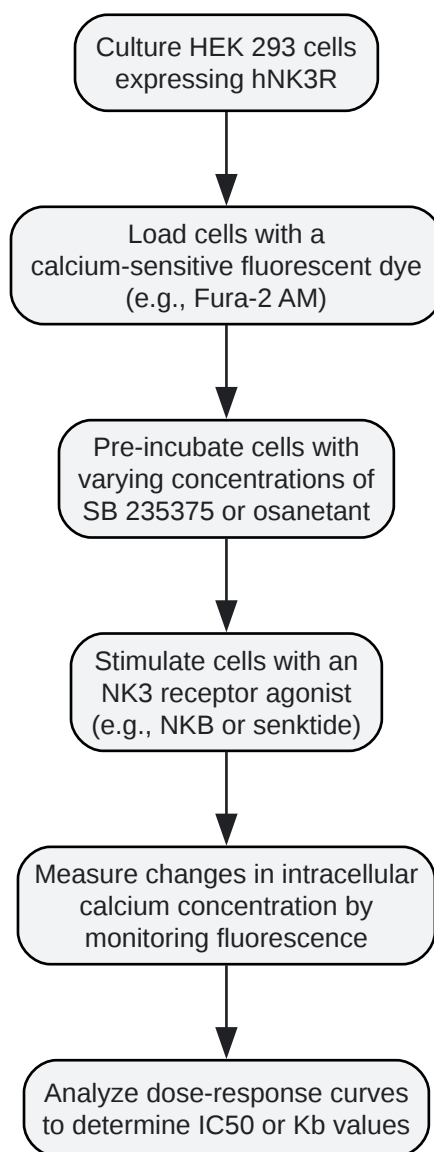 Culture HEK 293 cells
expressing hNK3R
Load cells with a
calcium-sensitive fluorescent dye
(e.g., Fura-2 AM)
Pre-incubate cells with
varying concentrations of
SB 235375 or osanetant
Stimulate cells with an
NK3 receptor agonist
(e.g., NKB or senktide)
Measure changes in intracellular
calcium concentration by
monitoring fluorescence
Analyze dose-response curves
to determine IC50 or Kb values